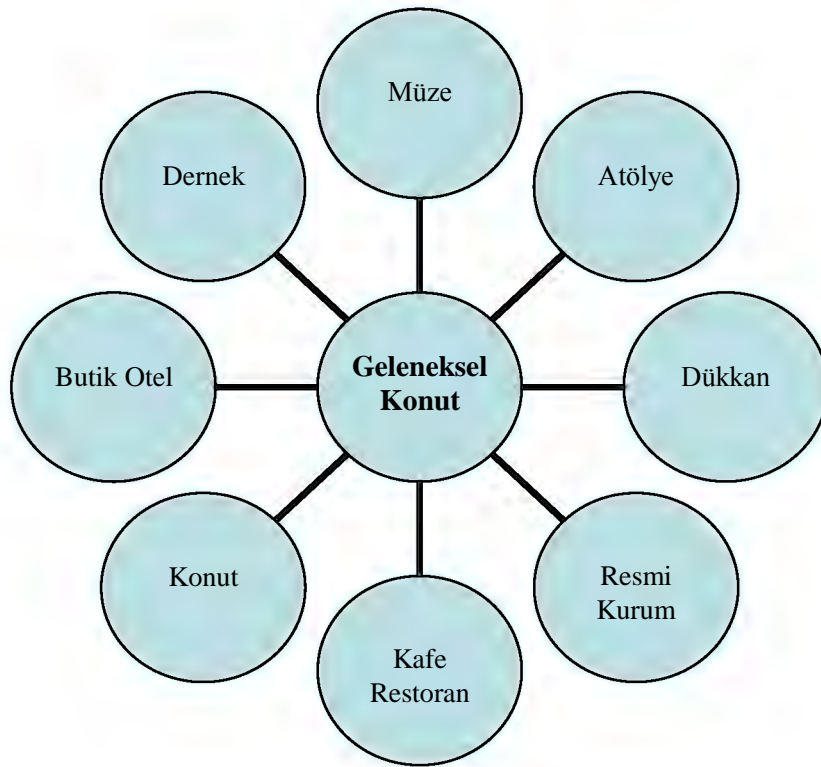 Müze
Dernek
Atölye
Butik Otel
Geleneksel
Konut
Dükkan
Konut
Resmi
Kurum
Kafe
Restoran